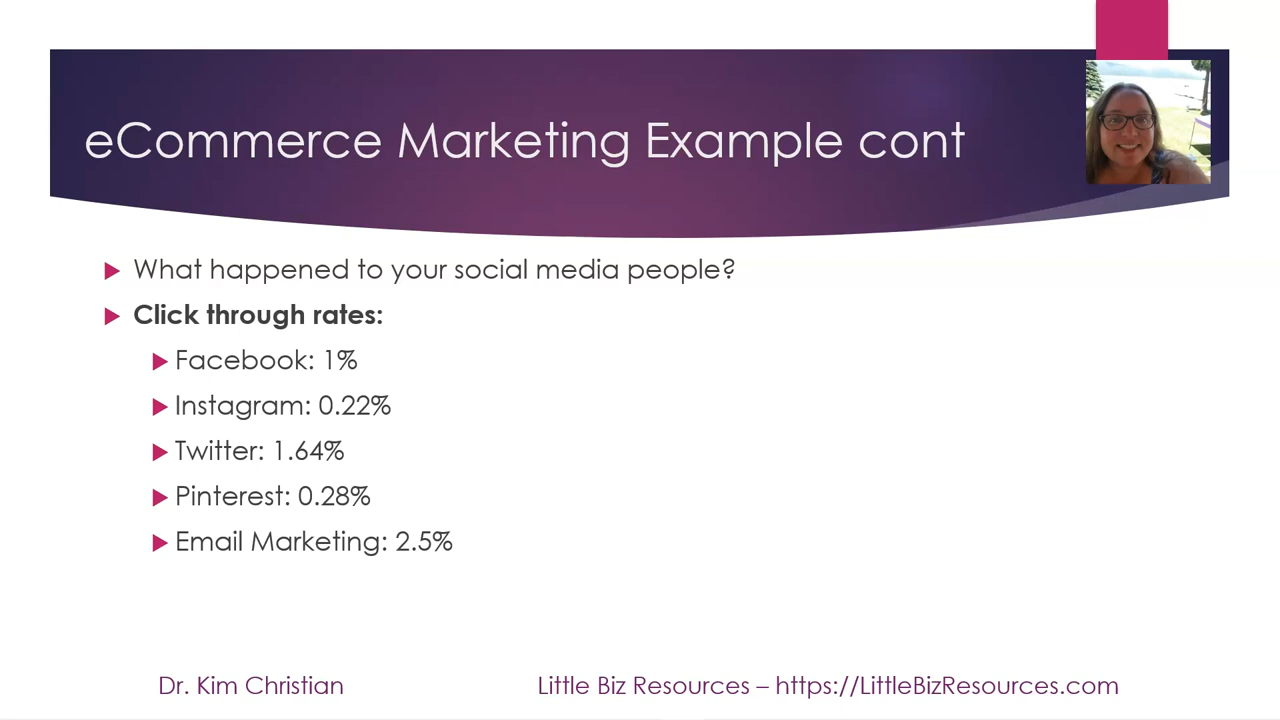 eCommerce Marketing Example cont
What happened to your social media people?
Click through rates:
Facebook: 1%
Instagram: 0.22%
Twitter: 1.64%
Pinterest: 0.28%
Email Marketing: 2.5%
Dr. Kim Christian
Little Biz Resources – https://LittleBizResources.com